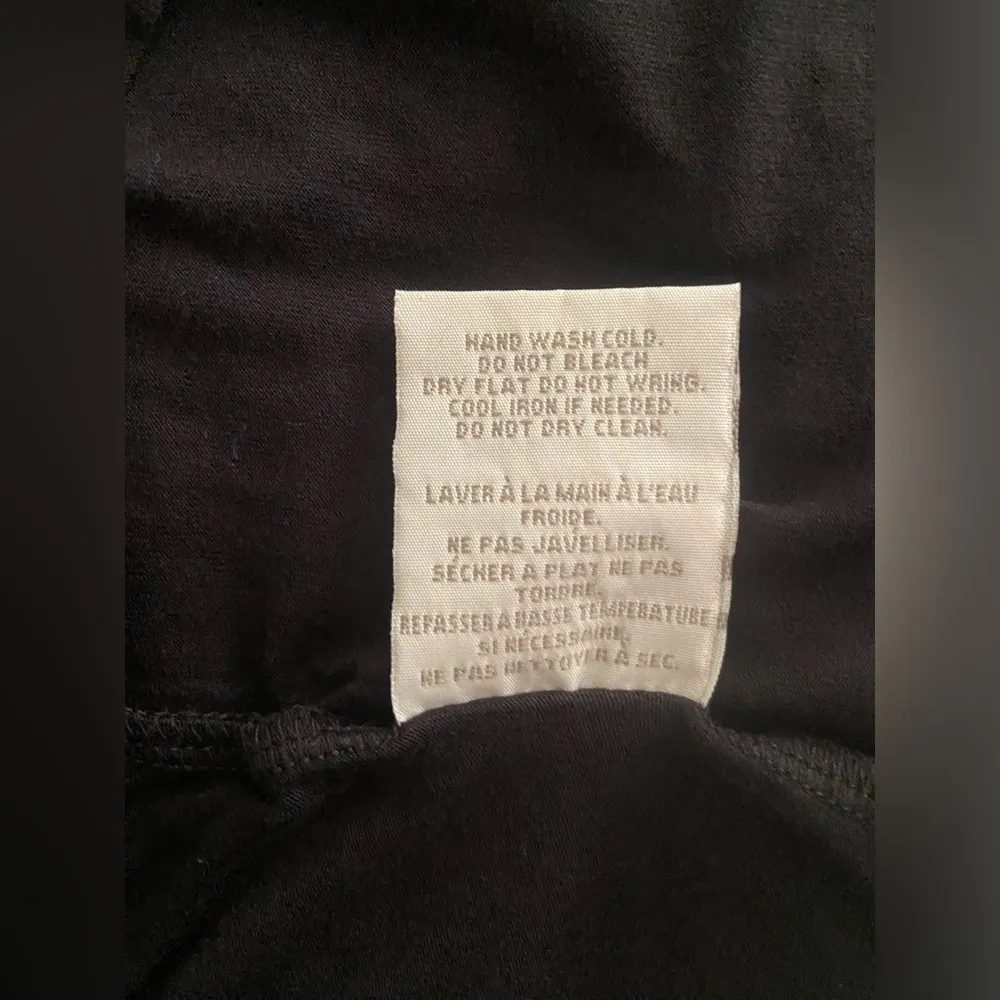 HAND WASH COLD.
DO NOT BLEACH
DRY FLAT DO NOT WRING.
COOL IRON IF NEEDED.
DO NOT DRY CLEAN.
LAVER À LA MAIN À L'EAU
FROIDE.
NE PAS JAVELLISER.
SÉCHER A PLAT NE PAS
TORDRE.
REPASSER A BASSE TEMPERATURE
SI NÉCESSAIRE.
NE PAS NETTOYER À SEC.